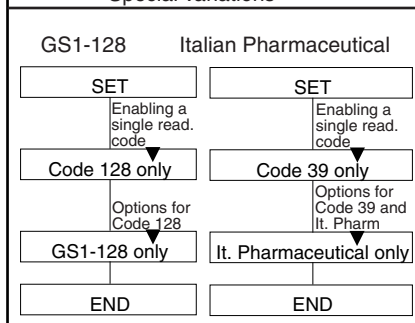 Special variations
GS1-128
Italian Pharmaceutical
SET
Enabling a
single read.
code
Code 128 only
Options for
Code 128
GS1-128 only
END
SET
Enabling a
single read.
code
Code 39 only
Options for
Code 39 and
It. Pharm
It. Pharmaceutical only
END